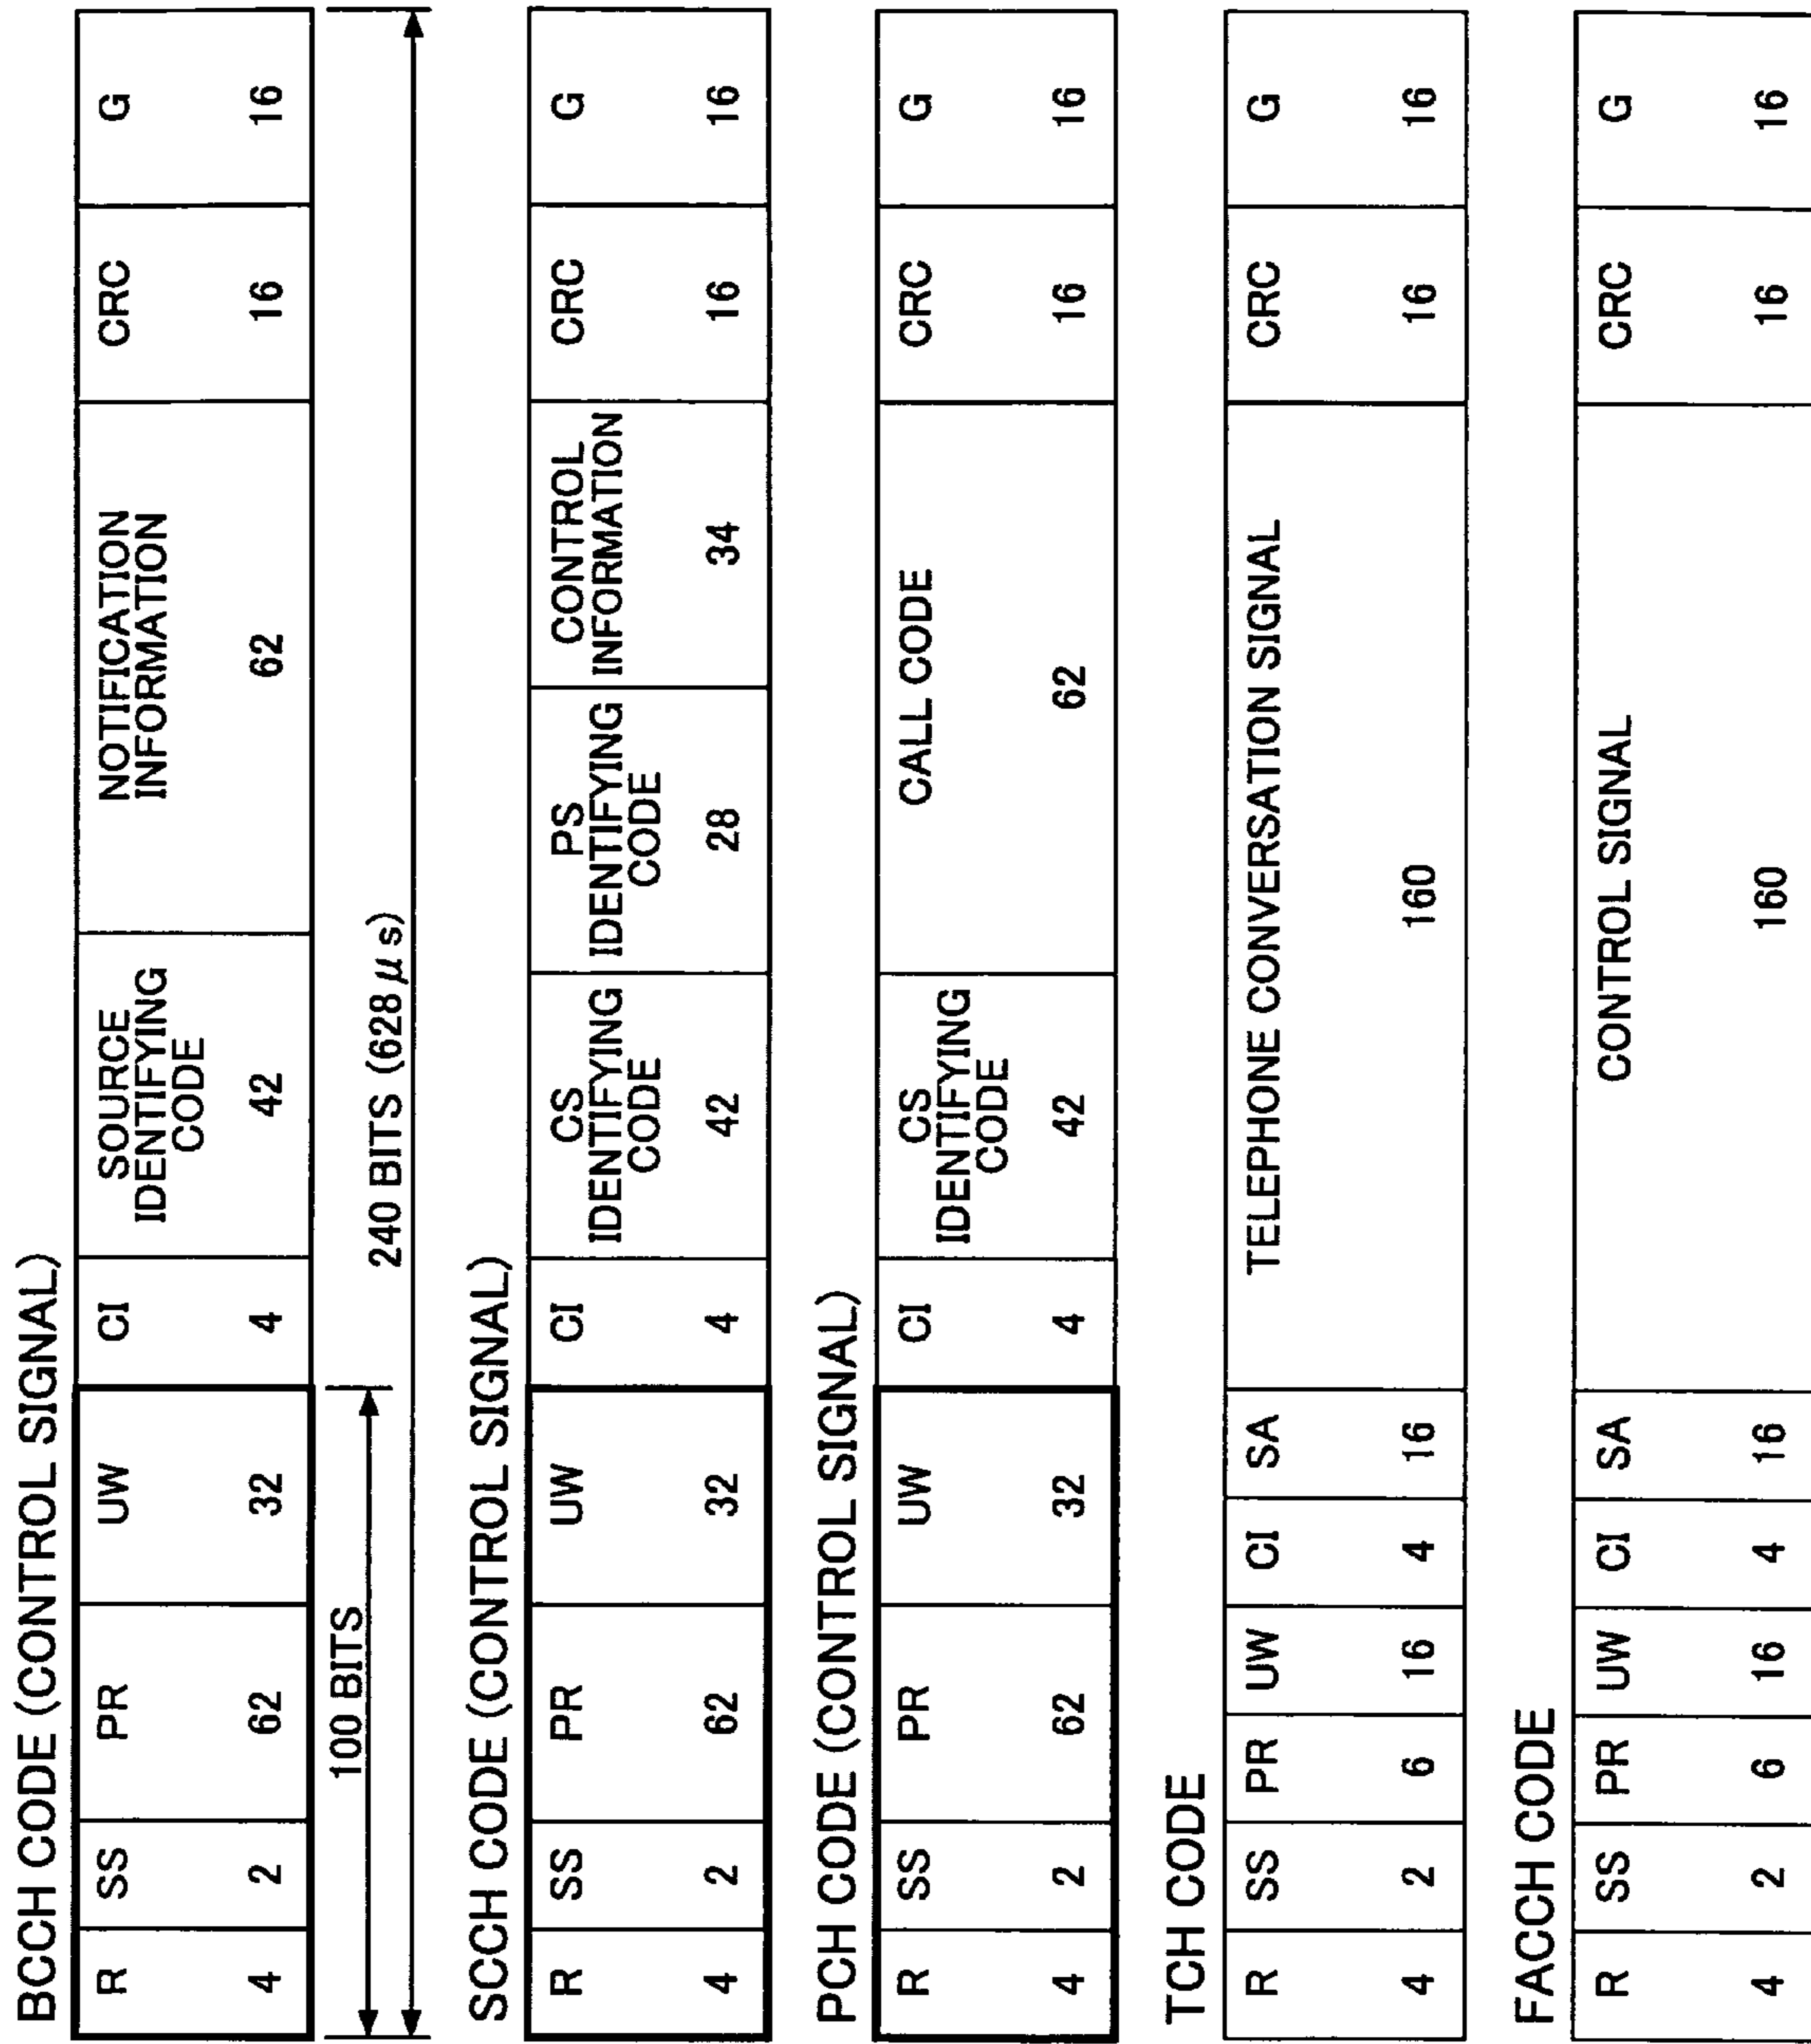 BCCH CODE (CONTROL SIGNAL)
R SS PR UW CI SOURCE IDENTIFYING CODE NOTIFICATION INFORMATION CRC G
4 2 62 32 4 42 62 16 16
100 BITS
240 BITS (628 μ s)
SCCH CODE (CONTROL SIGNAL)
R SS PR UW CI CS IDENTIFYING CODE PS IDENTIFYING CODE CONTROL INFORMATION CRC G
4 2 62 32 4 42 28 34 16 16
PCH CODE (CONTROL SIGNAL)
R SS PR UW CI CS IDENTIFYING CODE CALL CODE CRC G
4 2 62 32 4 42 62 16 16
TCH CODE
R SS PR UW CI SA TELEPHONE CONVERSATION SIGNAL CRC G
4 2 6 16 4 16 160 16 16
FACCH CODE
R SS PR UW CI SA CONTROL SIGNAL CRC G
4 2 6 16 4 16 160 16 16